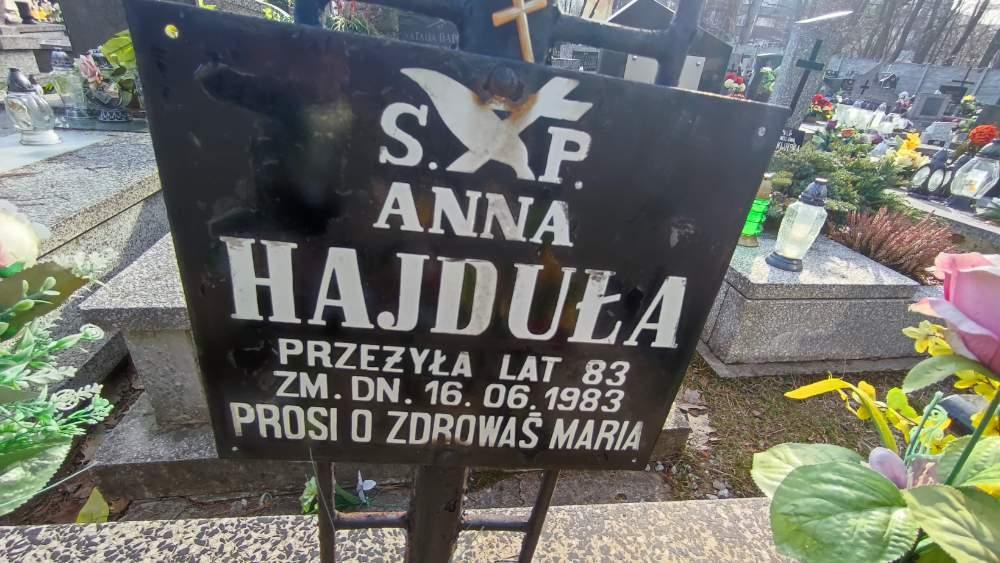 S. P.
ANNA
HAJDUŁA
PRZEŻYŁA LAT 83
ZM. DN. 16. 06. 1983
PROSI O ZDROWAŚ MARIA